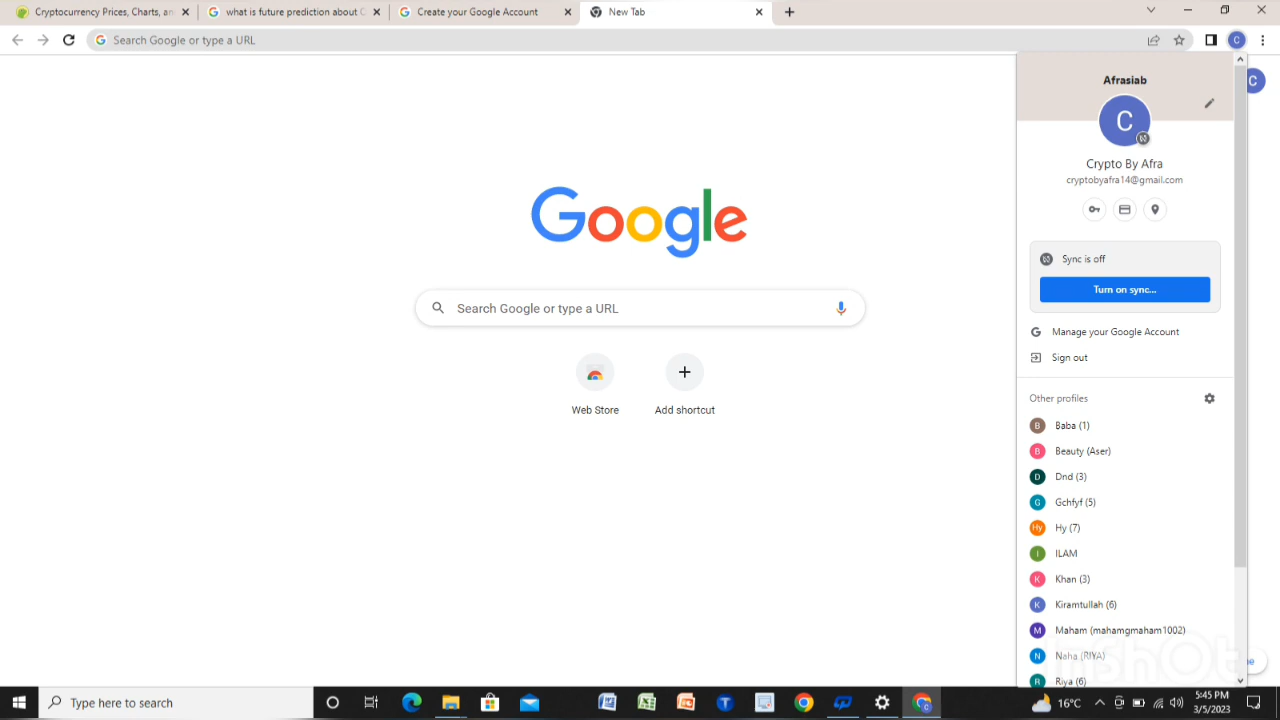 Cryptocurrency Prices, Charts, an
what is future prediction about C
Create your Google Account
New Tab
Search Google or type a URL
C
Afrasiab
C
C
Crypto By Afra
cryptobyafra14@gmail.com
Sync is off
Turn on sync...
Manage your Google Account
Sign out
Other profiles
B Baba (1)
B Beauty (Aser)
D Dnd (3)
G Gchfyf (5)
Hy Hy (7)
I ILAM
K Khan (3)
K Kiramtullah (6)
M Maham (mahamgmaham1002)
N Naha (RIYA)
R Riya (6)
Google
Search Google or type a URL
Web Store
Add shortcut
InShOt
Type here to search
16°C
5:45 PM
3/5/2023